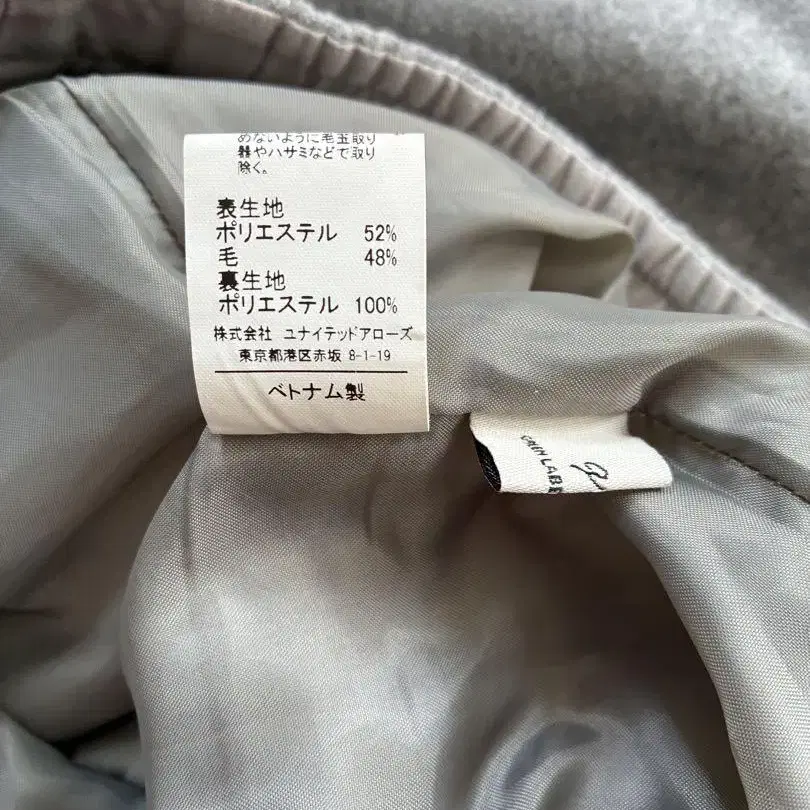 めないように毛玉取り
器やハサミなどで取り
除く。
表生地
ポリエステル 52%
毛 48%
裏生地
ポリエステル 100%
株式会社 ユナイテッドアローズ
東京都港区赤坂 8-1-19
ベトナム製